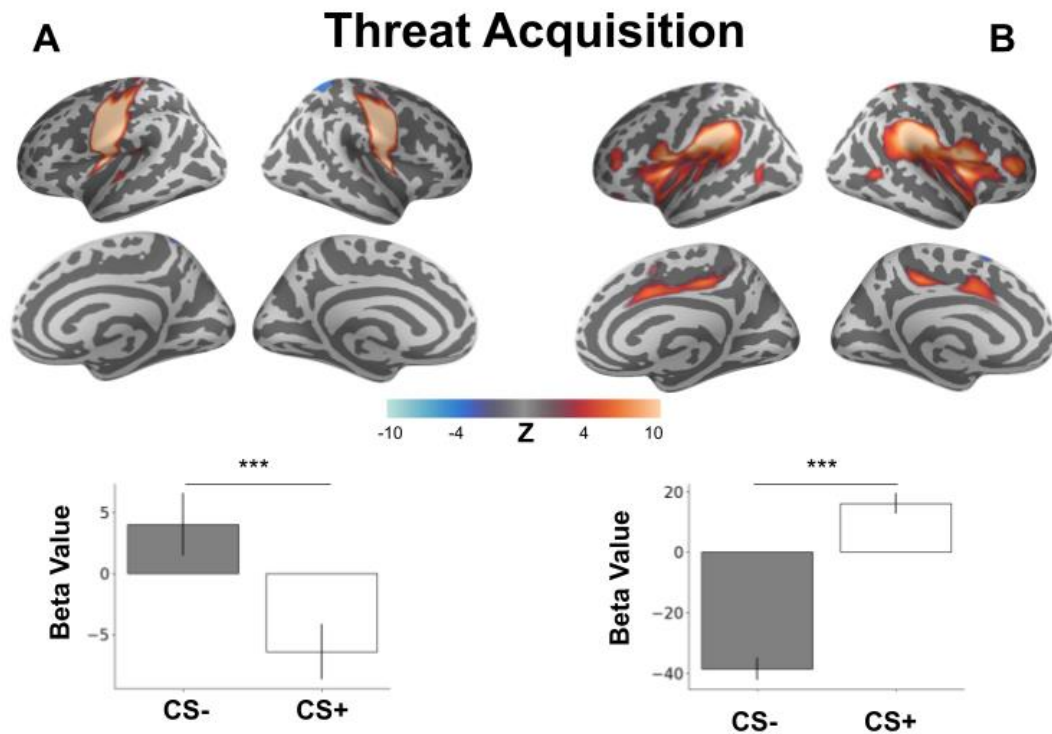 Threat Acquisition
A
B
-10
-4
Z
4
10
***
5
0
−5
Beta Value
CS-
CS+
***
20
0
−20
−40
Beta Value
CS-
CS+